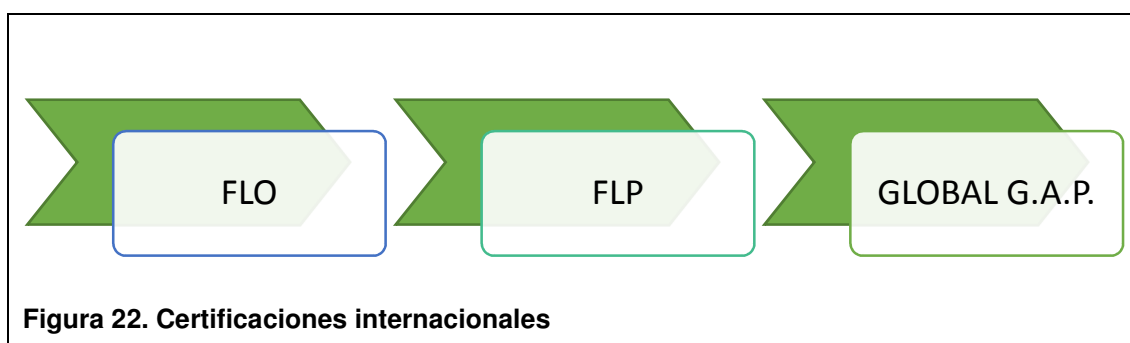 FLO
FLP
GLOBAL G.A.P.
Figura 22. Certificaciones internacionales